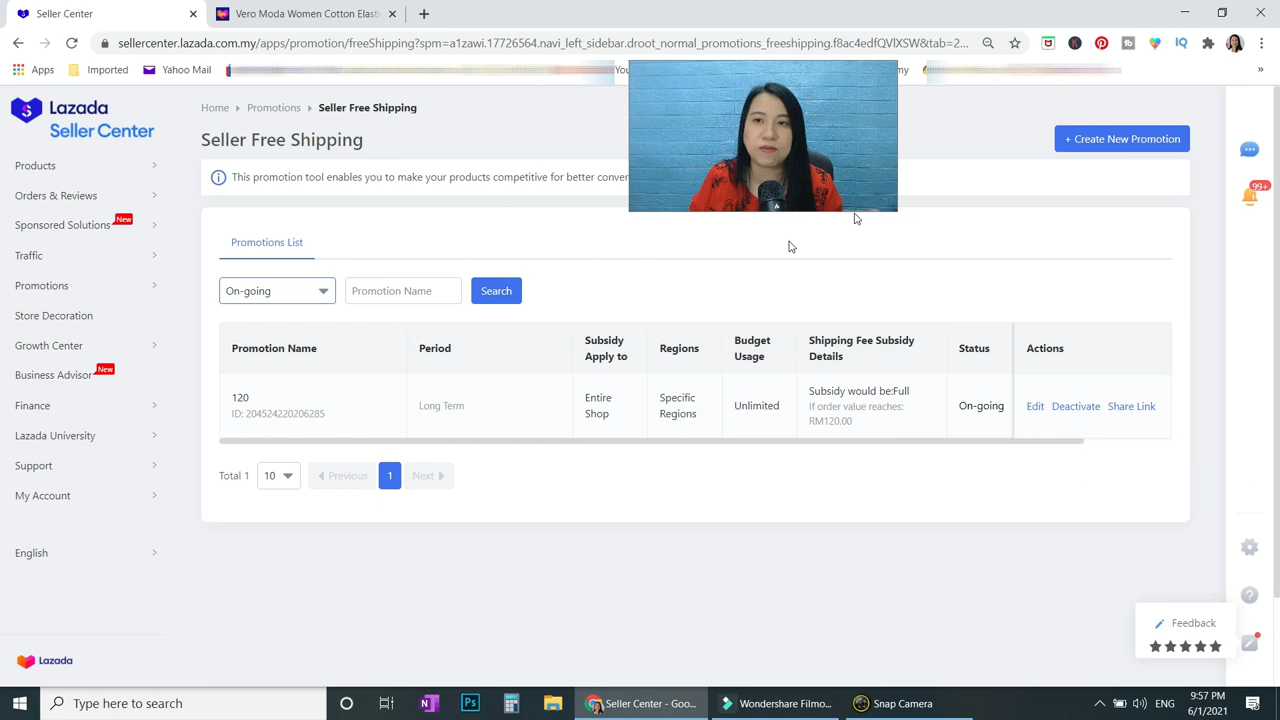 Seller Center
Vero Moda Women Cotton Elasti
sellercenter.lazada.com.my/apps/promotion/freeShipping?spm=a1zawi.17726564.navi_left_sidebar.droot_normal_promotions_freeshipping.f8ac4edfQVlXSW&tab=2...
Apps
Imported
Yahoo Mail
Lazada
Seller Center
Home
Promotions
Seller Free Shipping
Seller Free Shipping
+ Create New Promotion
This promotion tool enables you to make your products competitive for better conver
99+
Products
Orders & Reviews
Sponsored Solutions
New
Traffic
Promotions
Store Decoration
Growth Center
Business Advisor
New
Finance
Lazada University
Support
My Account
English
Lazada
Promotions List
On-going
Promotion Name
Search
Promotion Name
Period
Subsidy Apply to
Regions
Budget Usage
Shipping Fee Subsidy Details
Status
Actions
120
ID: 204524220206285
Long Term
Entire Shop
Specific Regions
Unlimited
Subsidy would be:Full
If order value reaches:
RM120.00
On-going
Edit
Deactivate
Share Link
Total 1
10
Previous
1
Next
Feedback
Type here to search
Seller Center - Goo...
Wondershare Filmo...
Snap Camera
ENG
9:57 PM
6/1/2021